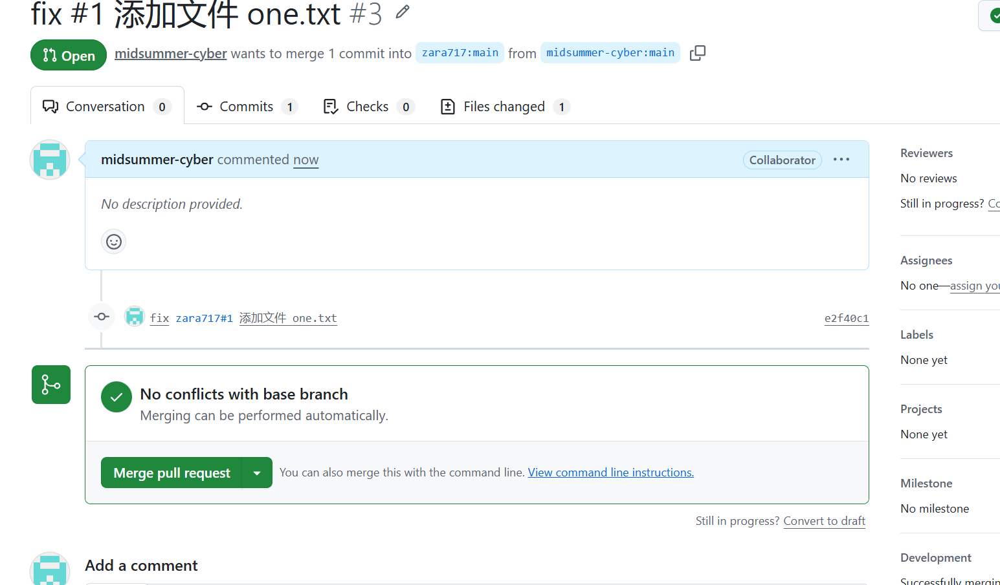 fix #1 添加文件 one.txt #3
Open midsummer-cyber wants to merge 1 commit into zara717:main from midsummer-cyber:main
Conversation 0 Commits 1 Checks 0 Files changed 1
midsummer-cyber commented now Collaborator
No description provided.
fix zara717#1 添加文件 one.txt e2f40c1
No conflicts with base branch
Merging can be performed automatically.
Merge pull request You can also merge this with the command line. View command line instructions.
Still in progress? Convert to draft
Add a comment
Reviewers
No reviews
Still in progress?
Assignees
No one—assign
Labels
None yet
Projects
None yet
Milestone
No milestone
Development
Successfully